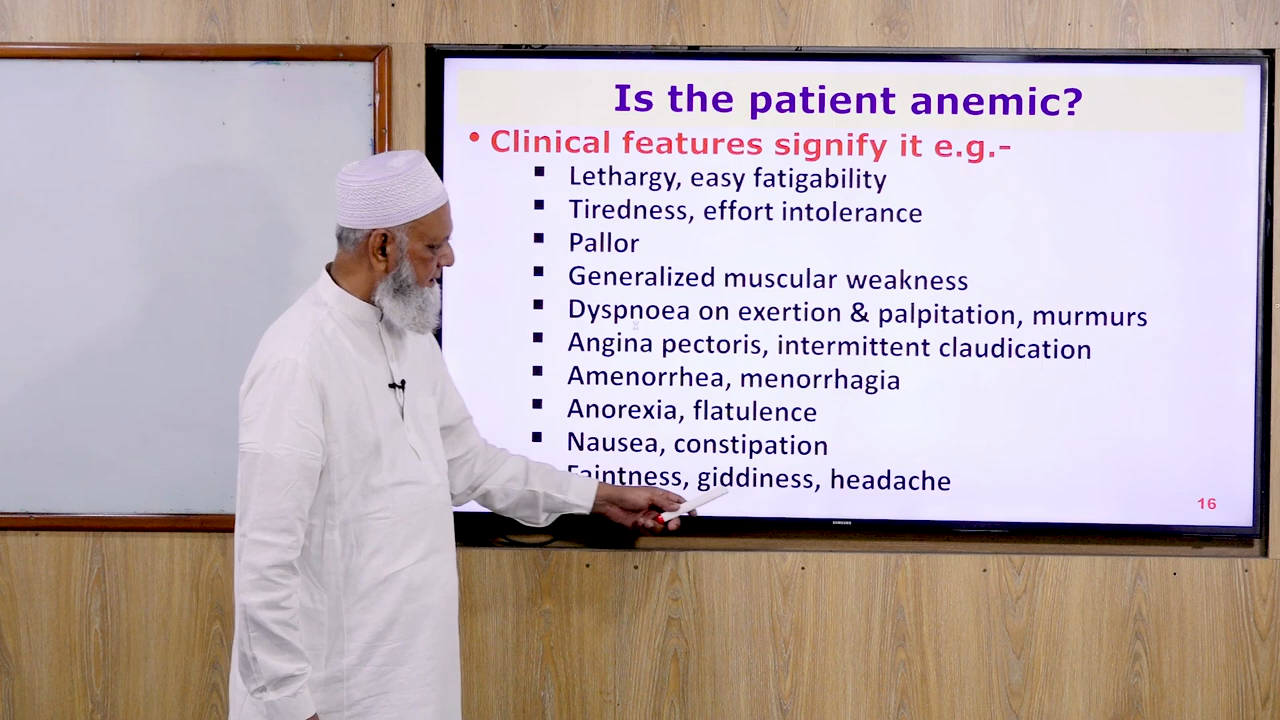 Is the patient anemic?
• Clinical features signify it e.g.-
▪ Lethargy, easy fatigability
▪ Tiredness, effort intolerance
▪ Pallor
▪ Generalized muscular weakness
▪ Dyspnoea on exertion & palpitation, murmurs
▪ Angina pectoris, intermittent claudication
▪ Amenorrhea, menorrhagia
▪ Anorexia, flatulence
▪ Nausea, constipation
Faintness, giddiness, headache
16
SAMSUNG